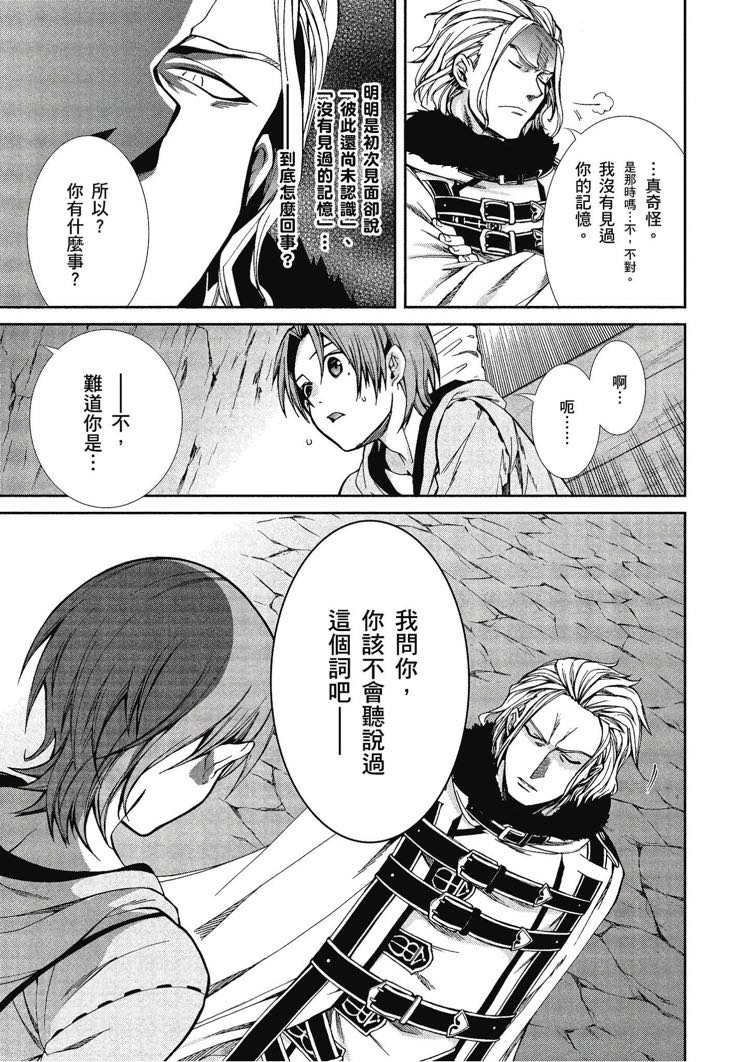 …真奇怪。
是那時嗎…不，不對。
我沒有見過
你的記憶。
明明是初次見面卻說
「彼此還尚未認識」、
「沒有見過的記憶」…
——到底怎麼回事？
所以？
你有什麼事？
啊…
呃……
——不，
難道你是…
我問你，
你該不會聽說過
這個詞吧——